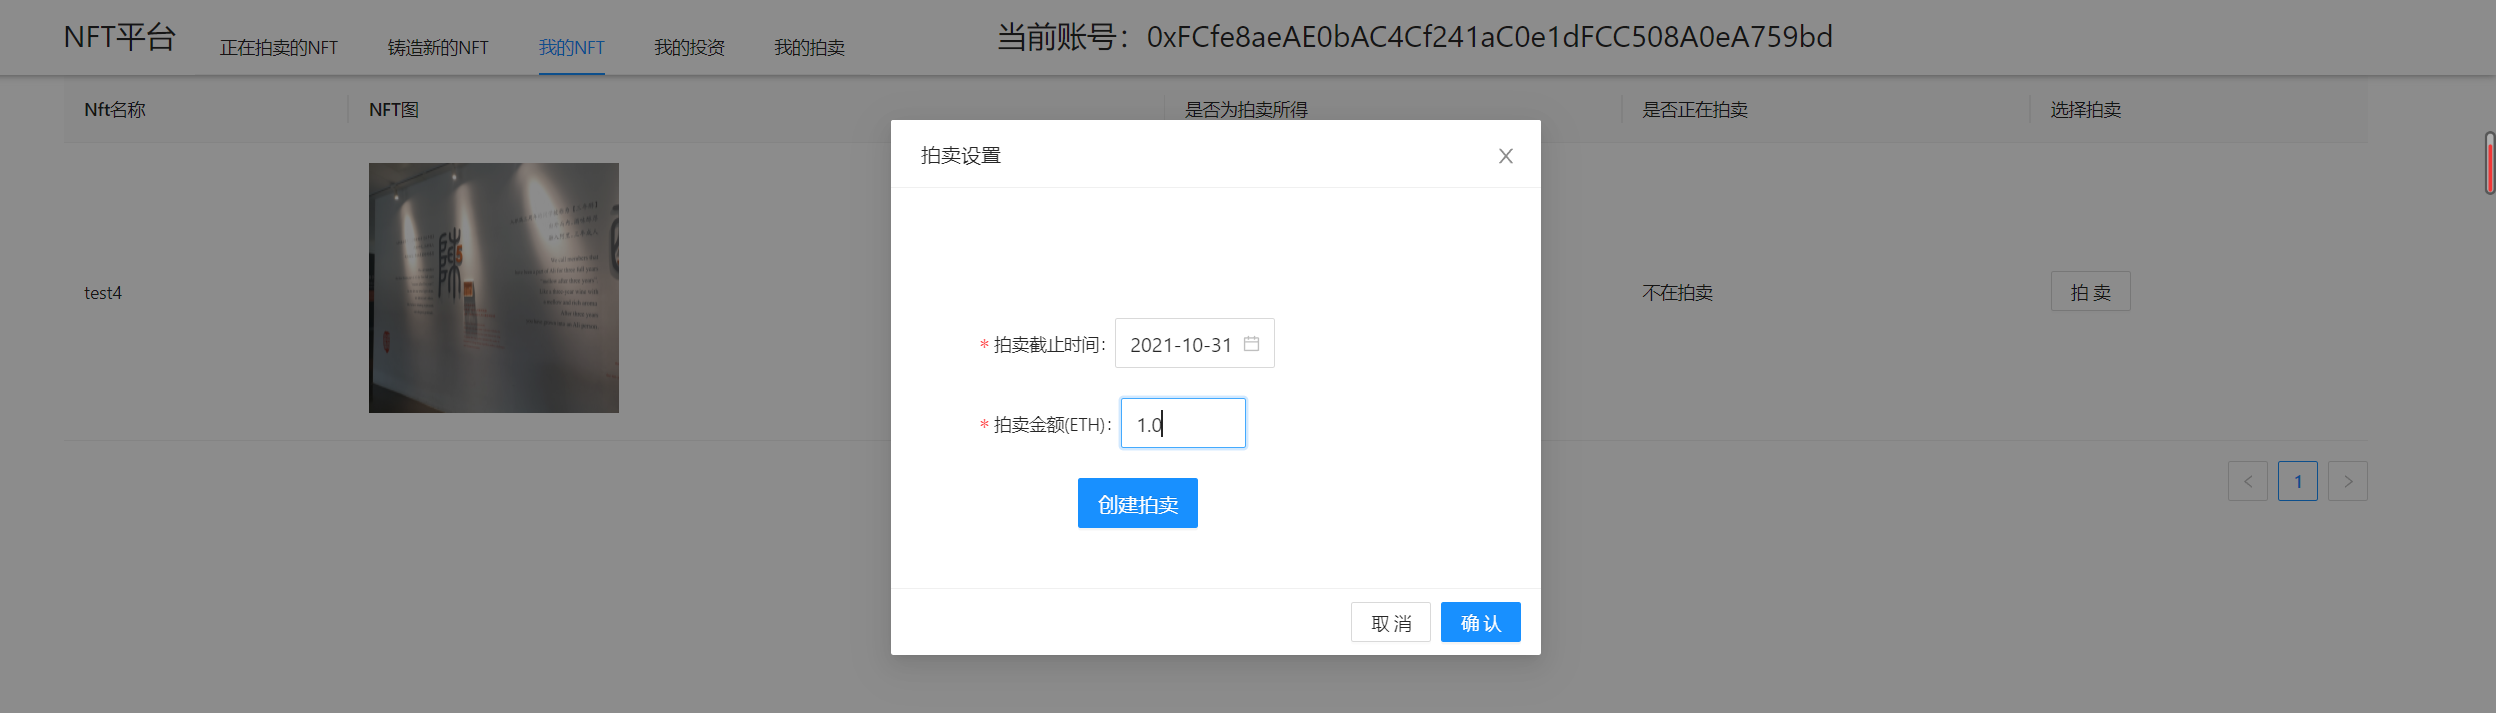 NFT平台 正在拍卖的NFT 铸造新的NFT 我的NFT 我的投资 我的拍卖 当前账号：0xFCfe8aeAE0bAC4Cf241aC0e1dFCC508A0eA759bd
Nft名称 NFT图 是否为拍卖所得 是否正在拍卖 选择拍卖
test4 不在拍卖 拍 卖
1
拍卖设置
* 拍卖截止时间: 2021-10-31
* 拍卖金额(ETH): 1.0
创建拍卖
取 消 确 认